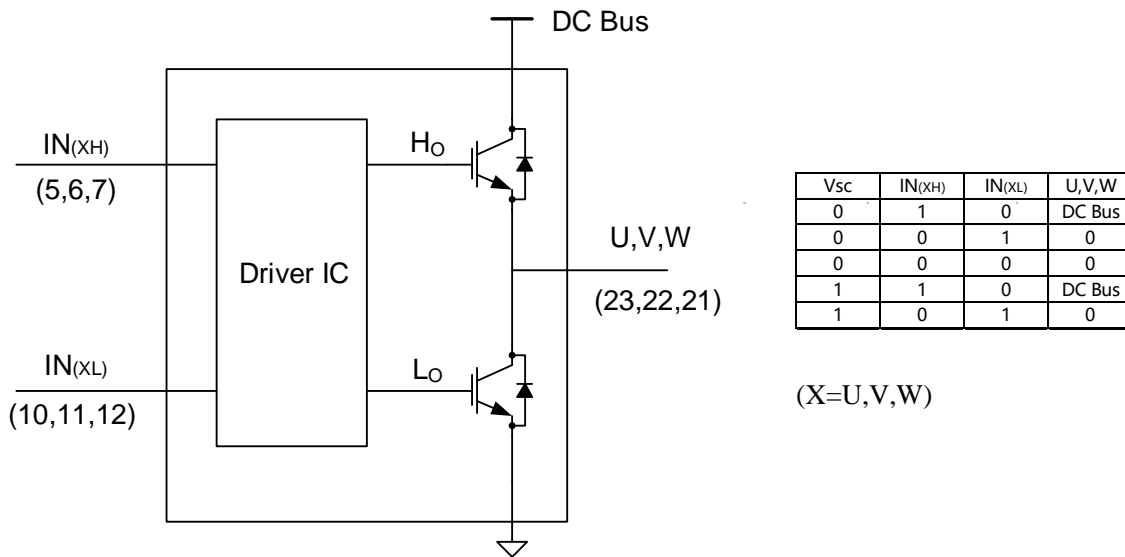 DC Bus
IN(XH)
(5,6,7)
HO
Driver IC
U,V,W
(23,22,21)
IN(XL)
(10,11,12)
LO
Vsc IN(XH) IN(XL) U,V,W
0 1 0 DC Bus
0 0 1 0
0 0 0 0
1 1 0 DC Bus
1 0 1 0
(X=U,V,W)